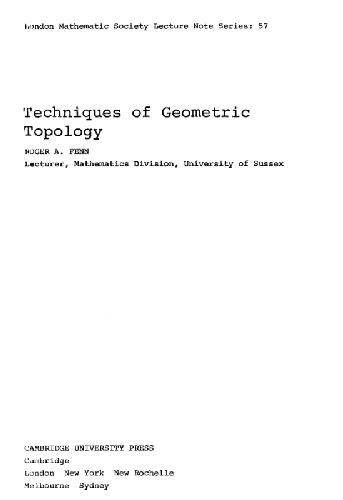 London Mathematic Society Lecture Note Series: 57
Techniques of Geometric
Topology
ROGER A. FENN
Lecturer, Mathematics Division, University of Sussex
CAMBRIDGE UNIVERSITY PRESS
Cambridge
London New York New Rochelle
Melbourne Sydney